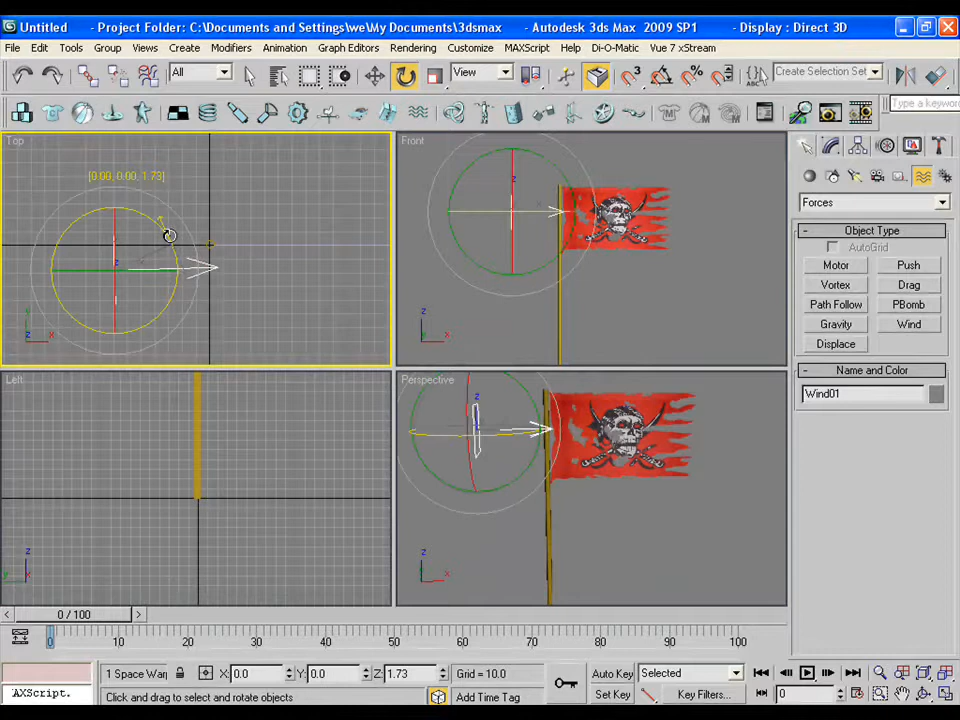 Untitled - Project Folder: C:\Documents and Settings\we\My Documents\3dsmax - Autodesk 3ds Max 2009 SP1 - Display : Direct 3D
File Edit Tools Group Views Create Modifiers Animation Graph Editors Rendering Customize MAXScript Help Di-O-Matic Vue 7 xStream
All View Create Selection Set
Type a keyword
Top
[0.00, 0.00, 1.73]
z
y
z x
Front
z
x
z
x
Left
z
y x
Perspective
z
z
x
Forces
- Object Type
AutoGrid
Motor Push
Vortex Drag
Path Follow PBomb
Gravity Wind
Displace
- Name and Color
Wind01
< 0 / 100 >
0 10 20 30 40 50 60 70 80 90 100
1 Space Warp X: 0.0 Y: 0.0 Z: 1.73 Grid = 10.0 Auto Key Selected
AXScript. Click and drag to select and rotate objects Add Time Tag Set Key Key Filters... 0